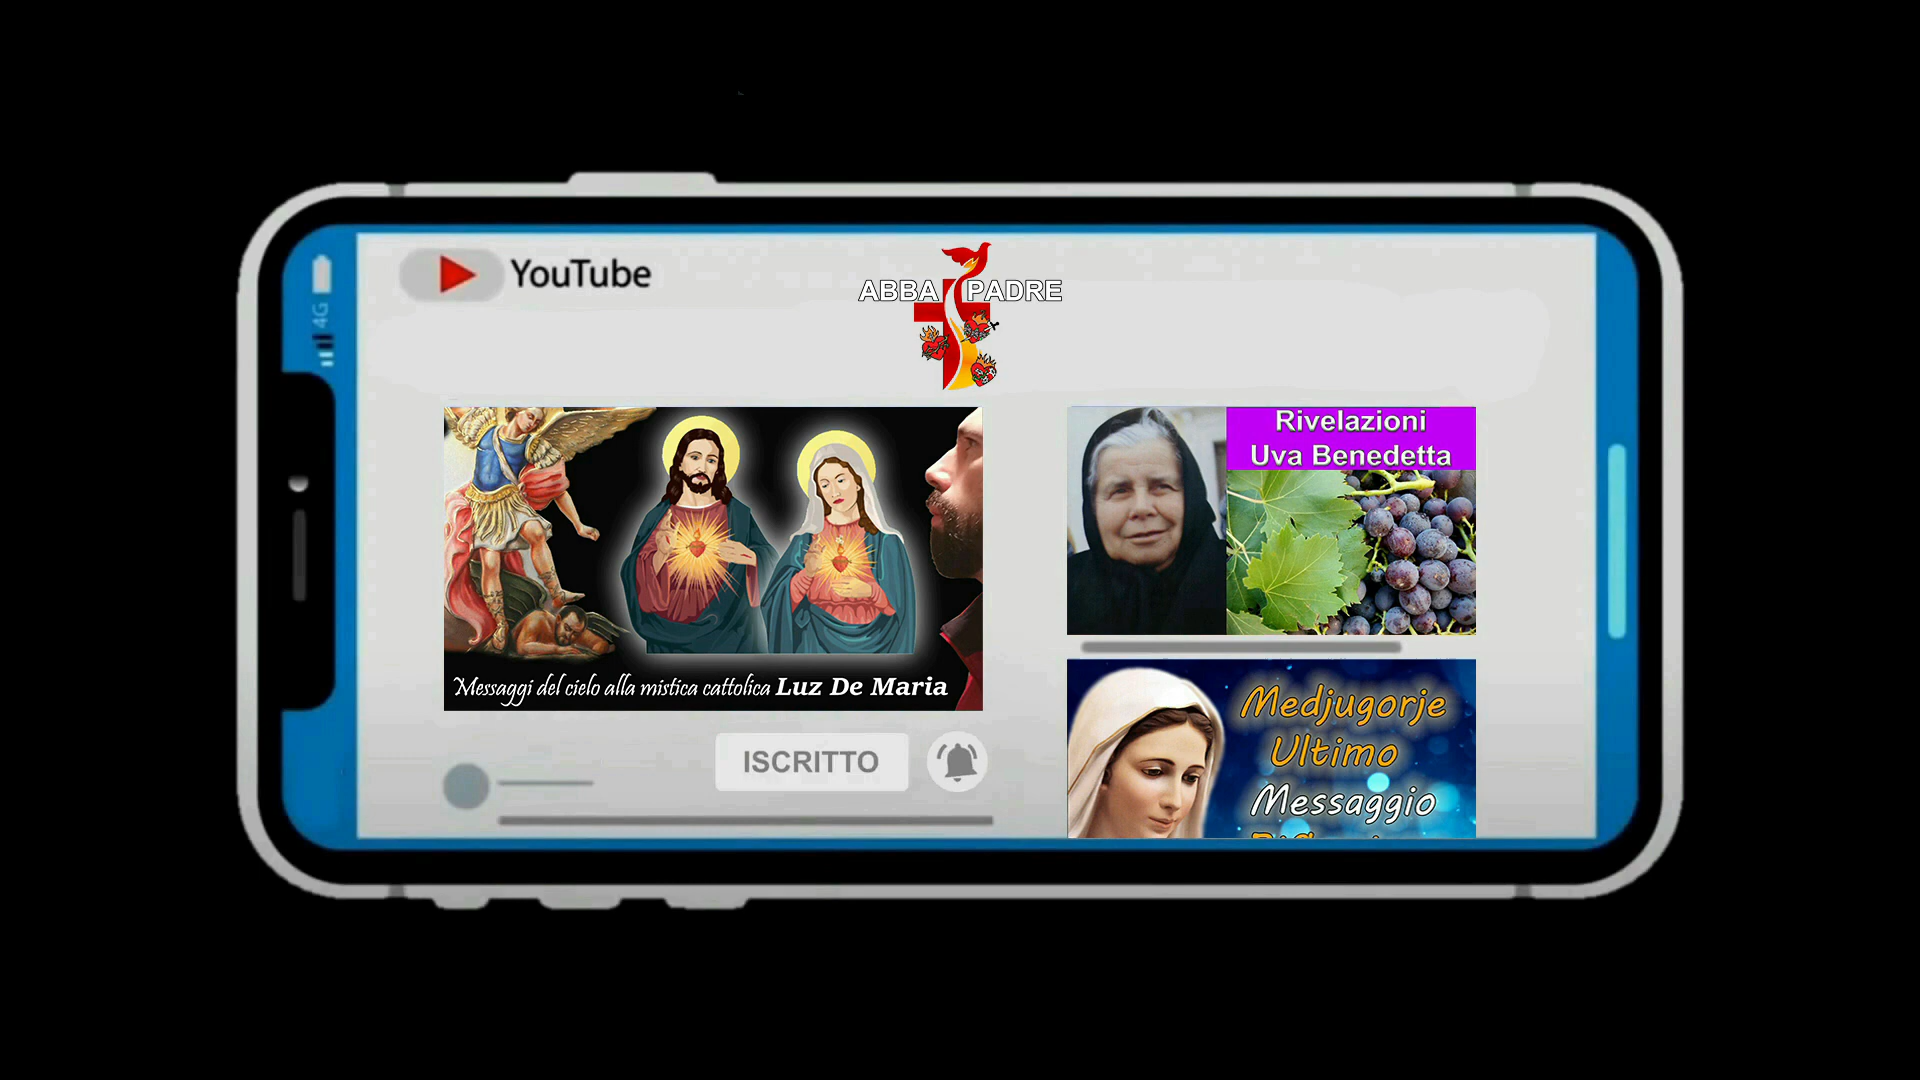 4G
YouTube
ABBA PADRE
Messaggi del cielo alla mistica cattolica Luz De Maria
ISCRITTO
Rivelazioni
Uva Benedetta
Medjugorje
Ultimo
Messaggio